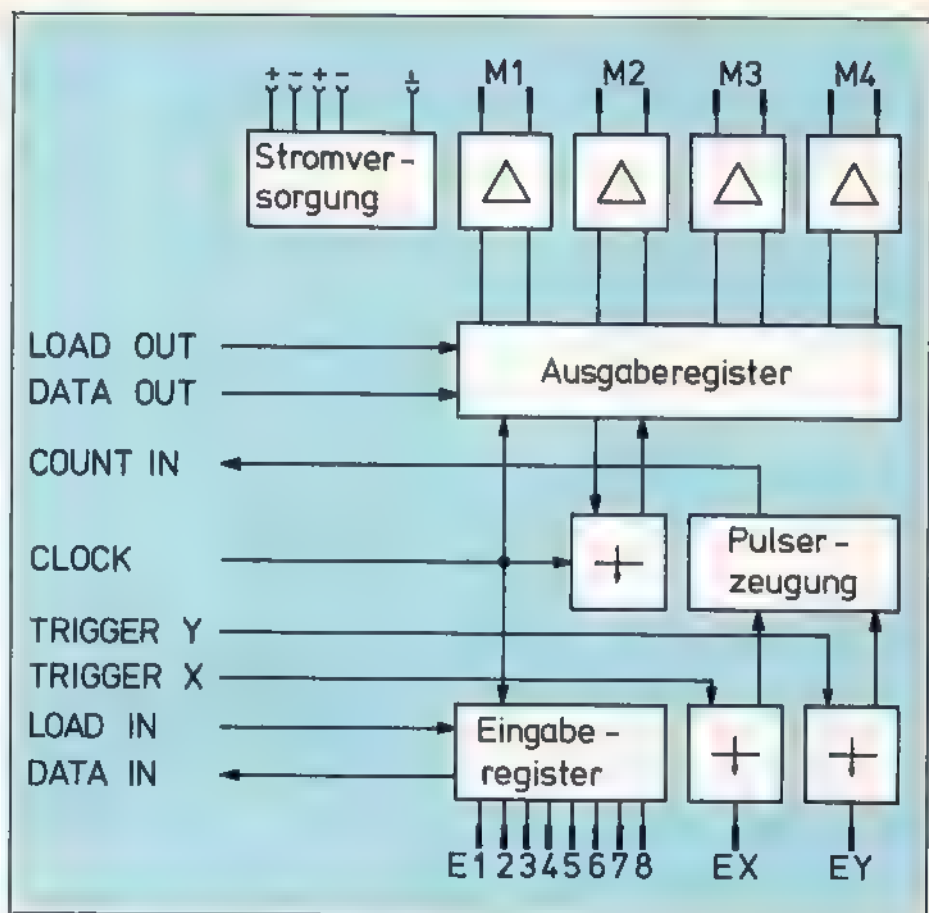 + - + - ⏊
M1 M2 M3 M4
Stromver-
sorgung
LOAD OUT
DATA OUT
Ausgaberegister
COUNT IN
CLOCK
Pulser-
zeugung
TRIGGER Y
TRIGGER X
LOAD IN
DATA IN
Eingabe-
register
E1 2 3 4 5 6 7 8 EX EY